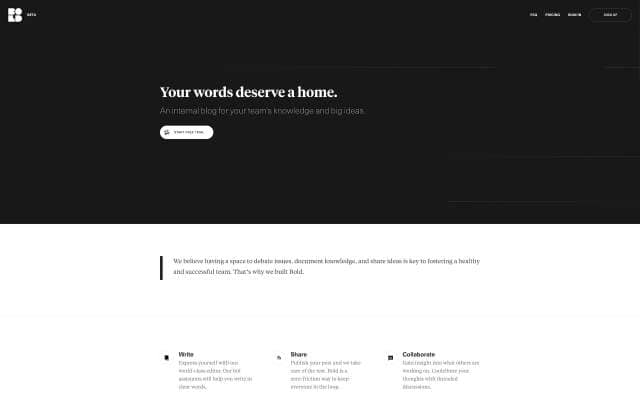 BOLD BETA
FAQ PRICING SIGN IN SIGN UP
Your words deserve a home.
An internal blog for your team's knowledge and big ideas.
START FREE TRIAL
We believe having a space to debate issues, document knowledge, and share ideas is key to fostering a healthy
and successful team. That's why we built Bold.
Write
Express yourself with our
world-class editor. Our bot
assistants will help you write in
clear words.
Share
Publish your post and we take
care of the rest. Bold is a
zero-friction way to keep
everyone in the loop.
Collaborate
Gain insight into what others are
working on. Contribute your
thoughts with threaded
discussions.